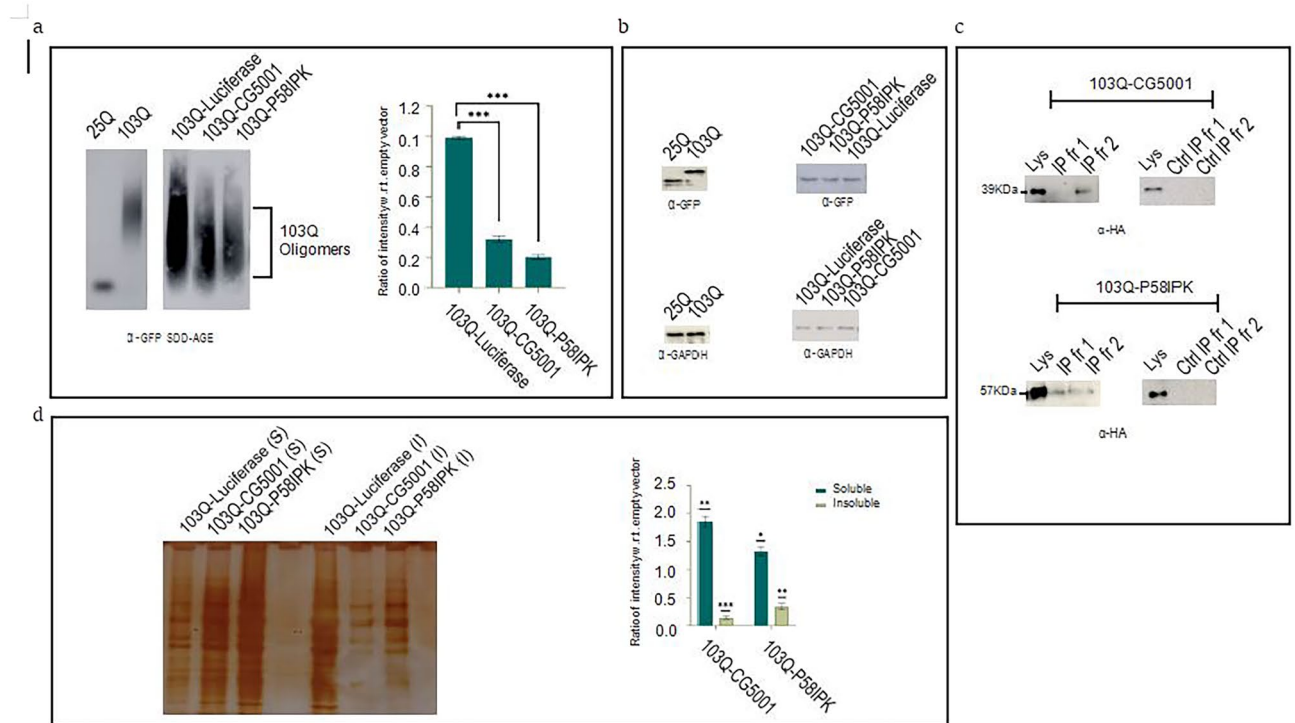 a
25Q
103Q
103Q-Luciferase
103Q-CG5001
103Q-P58IPK
103Q
Oligomers
α-GFP SDD-AGE
Ratio of intensity w.r1. empty vector
1.2
0.1
0.8
0.6
0.4
0.2
0.0
***
***
103Q-Luciferase
103Q-CG5001
103Q-P58IPK
b
25Q
103Q
α-GFP
103Q-CG5001
103Q-P58IPK
103Q-Luciferase
α-GFP
25Q
103Q
α-GAPDH
103Q-Luciferase
103Q-P58IPK
103Q-CG5001
α-GAPDH
c
103Q-CG5001
Lys
IP fr 1
IP fr 2
Lys
Ctrl IP fr 1
Ctrl IP fr 2
39KDa
α-HA
103Q-P58IPK
Lys
IP fr 1
IP fr 2
Lys
Ctrl IP fr 1
Ctrl IP fr 2
57KDa
α-HA
d
103Q-Luciferase (S)
103Q-CG5001 (S)
103Q-P58IPK (S)
103Q-Luciferase (I)
103Q-CG5001 (I)
103Q-P58IPK (I)
Ratio of intensity w.r1. empty vector
2.5
2.0
1.5
1.0
0.5
0.0
**
***
*
**
Soluble
Insoluble
103Q-CG5001
103Q-P58IPK